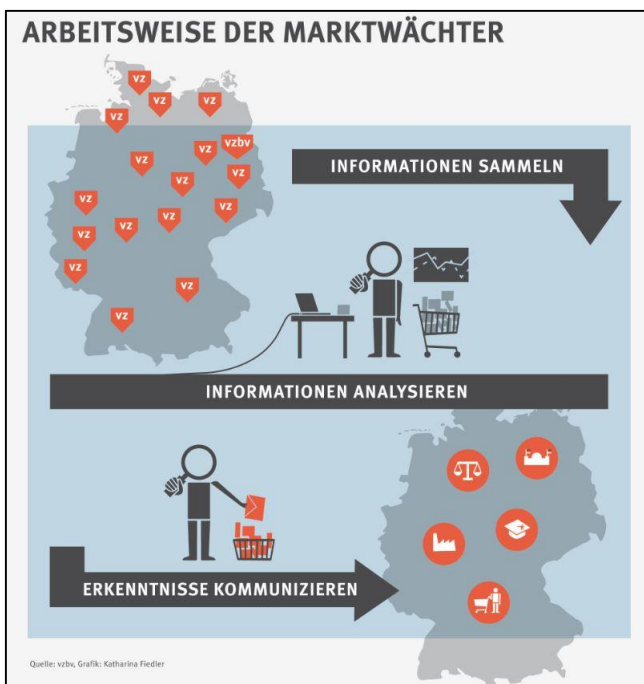 ARBEITSWEISE DER MARKTWÄCHTER
vz
vz
vz
vz
vz
vzbv
vz
vz
vz
vz
vz
vz
vz
vz
vz
vz
vz
INFORMATIONEN SAMMELN
INFORMATIONEN ANALYSIEREN
ERKENNTNISSE KOMMUNIZIEREN
Quelle: vzbv, Grafik: Katharina Fiedler